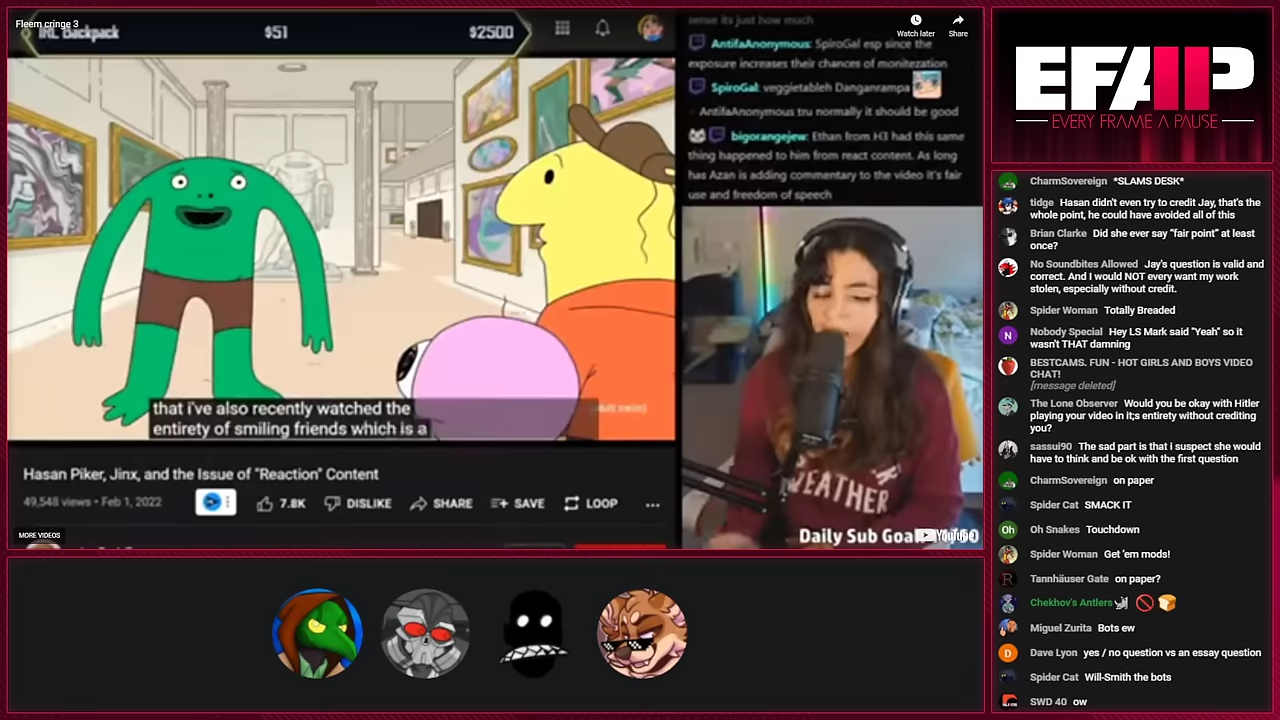 Fleem cringe 3
IRL Backpack
$51
$2500
Watch later
Share
sense its just how much
AntifaAnonymous: SpiroGal esp since the
exposure increases their chances of monitezation
SpiroGal: veggietableh Danganrampa
AntifaAnonymous tru normally it should be good
bigorangejew: Ethan from H3 had this same
thing happened to him from react content. As long
has Azan is adding commentary to the video it's fair
use and freedom of speech
that i've also recently watched the
entirety of smiling friends which is a
[adult swim]
Hasan Piker, Jinx, and the Issue of "Reaction" Content
49,548 views • Feb 1, 2022
7.8K
DISLIKE
SHARE
SAVE
LOOP
MORE VIDEOS
WEATHER
Daily Sub Goal
YouTube
EFAP
EVERY FRAME A PAUSE
CharmSovereign *SLAMS DESK*
tidge Hasan didn't even try to credit Jay, that's the
whole point, he could have avoided all of this
Brian Clarke Did she ever say "fair point" at least
once?
No Soundbites Allowed Jay's question is valid and
correct. And I would NOT every want my work
stolen, especially without credit.
Spider Woman Totally Breaded
N
Nobody Special Hey LS Mark said "Yeah" so it
wasn't THAT damning
BESTCAMS. FUN - HOT GIRLS AND BOYS VIDEO
CHAT!
[message deleted]
The Lone Observer Would you be okay with Hitler
playing your video in it;s entirety without crediting
you?
sassui90 The sad part is that i suspect she would
have to think and be ok with the first question
CharmSovereign on paper
Spider Cat SMACK IT
Oh
Oh Snakes Touchdown
Spider Woman Get 'em mods!
R
Tannhäuser Gate on paper?
Chekhov's Antlers
Miguel Zurita Bots ew
D
Dave Lyon yes / no question vs an essay question
Spider Cat Will-Smith the bots
SWD 40 ow